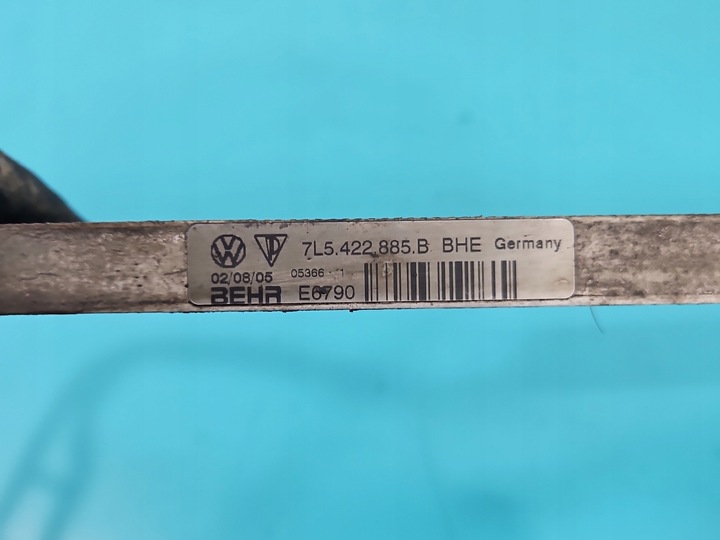 7L5.422.885.B BHE Germany
02/08/05 05366
BEHR E6790